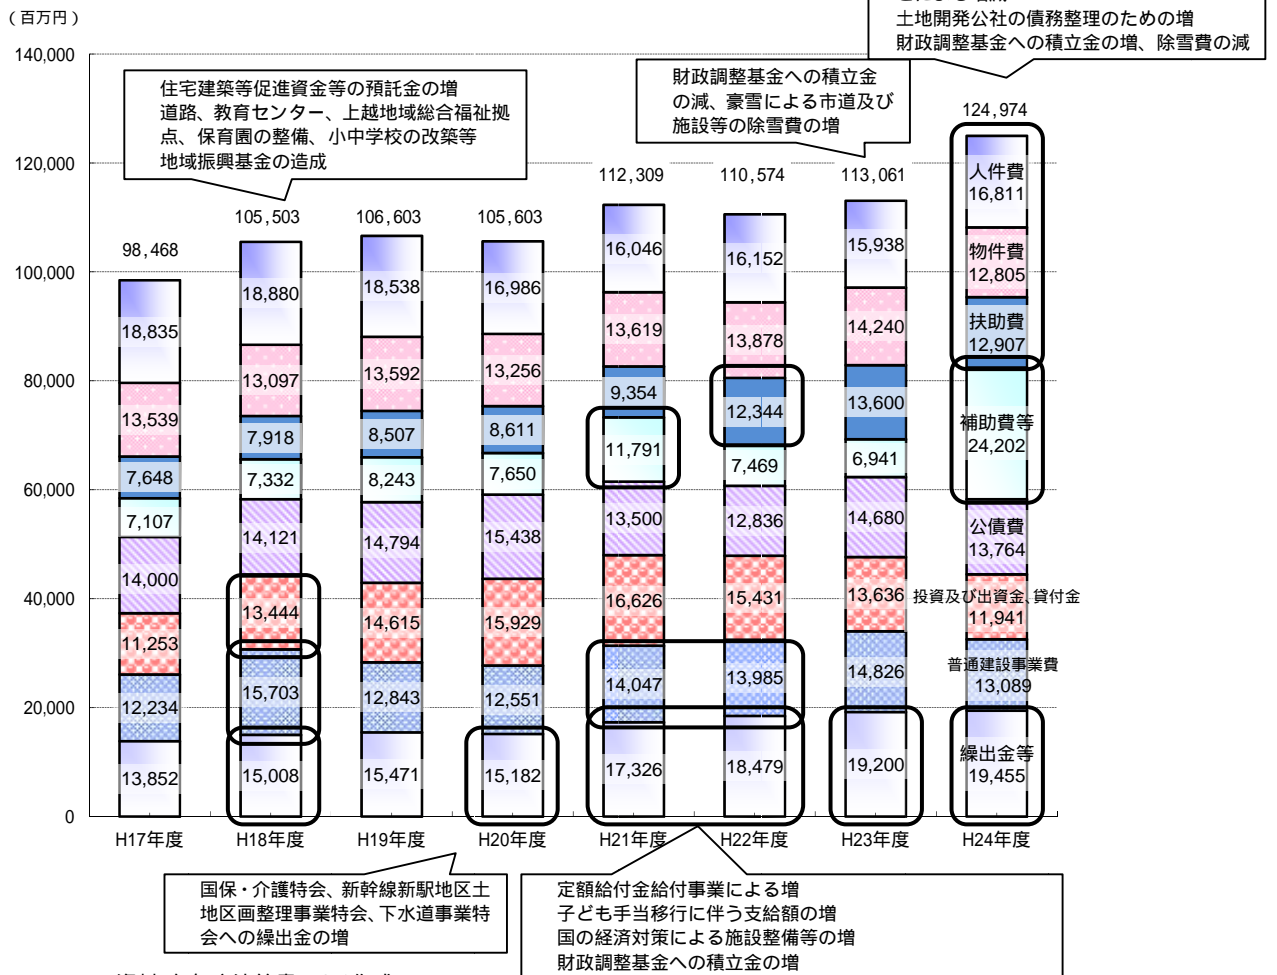 （百万円）
土地開発公社の債務整理のための増
財政調整基金への積立金の増、除雪費の減
財政調整基金への積立金
の減、豪雪による市道及び
施設等の除雪費の増
住宅建築等促進資金等の預託金の増
道路、教育センター、上越地域総合福祉拠
点、保育園の整備、小中学校の改築等
地域振興基金の造成
140,000
120,000
100,000
80,000
60,000
40,000
20,000
0
98,468
18,835
13,539
7,648
7,107
14,000
11,253
12,234
13,852
H17年度
105,503
18,880
13,097
7,918
7,332
14,121
13,444
15,703
15,008
H18年度
106,603
18,538
13,592
8,507
8,243
14,794
14,615
12,843
15,471
H19年度
105,603
16,986
13,256
8,611
7,650
15,438
15,929
12,551
15,182
H20年度
112,309
16,046
13,619
9,354
11,791
13,500
16,626
14,047
17,326
H21年度
110,574
16,152
13,878
12,344
7,469
12,836
15,431
13,985
18,479
H22年度
113,061
15,938
14,240
13,600
6,941
14,680
13,636
14,826
19,200
H23年度
124,974
人件費
16,811
物件費
12,805
扶助費
12,907
補助費等
24,202
公債費
13,764
投資及び出資金、貸付金
11,941
普通建設事業費
13,089
繰出金等
19,455
H24年度
国保・介護特会、新幹線新駅地区土
地区画整理事業特会、下水道事業特
会への繰出金の増
定額給付金給付事業による増
子ども手当移行に伴う支給額の増
国の経済対策による施設整備等の増
財政調整基金への積立金の増